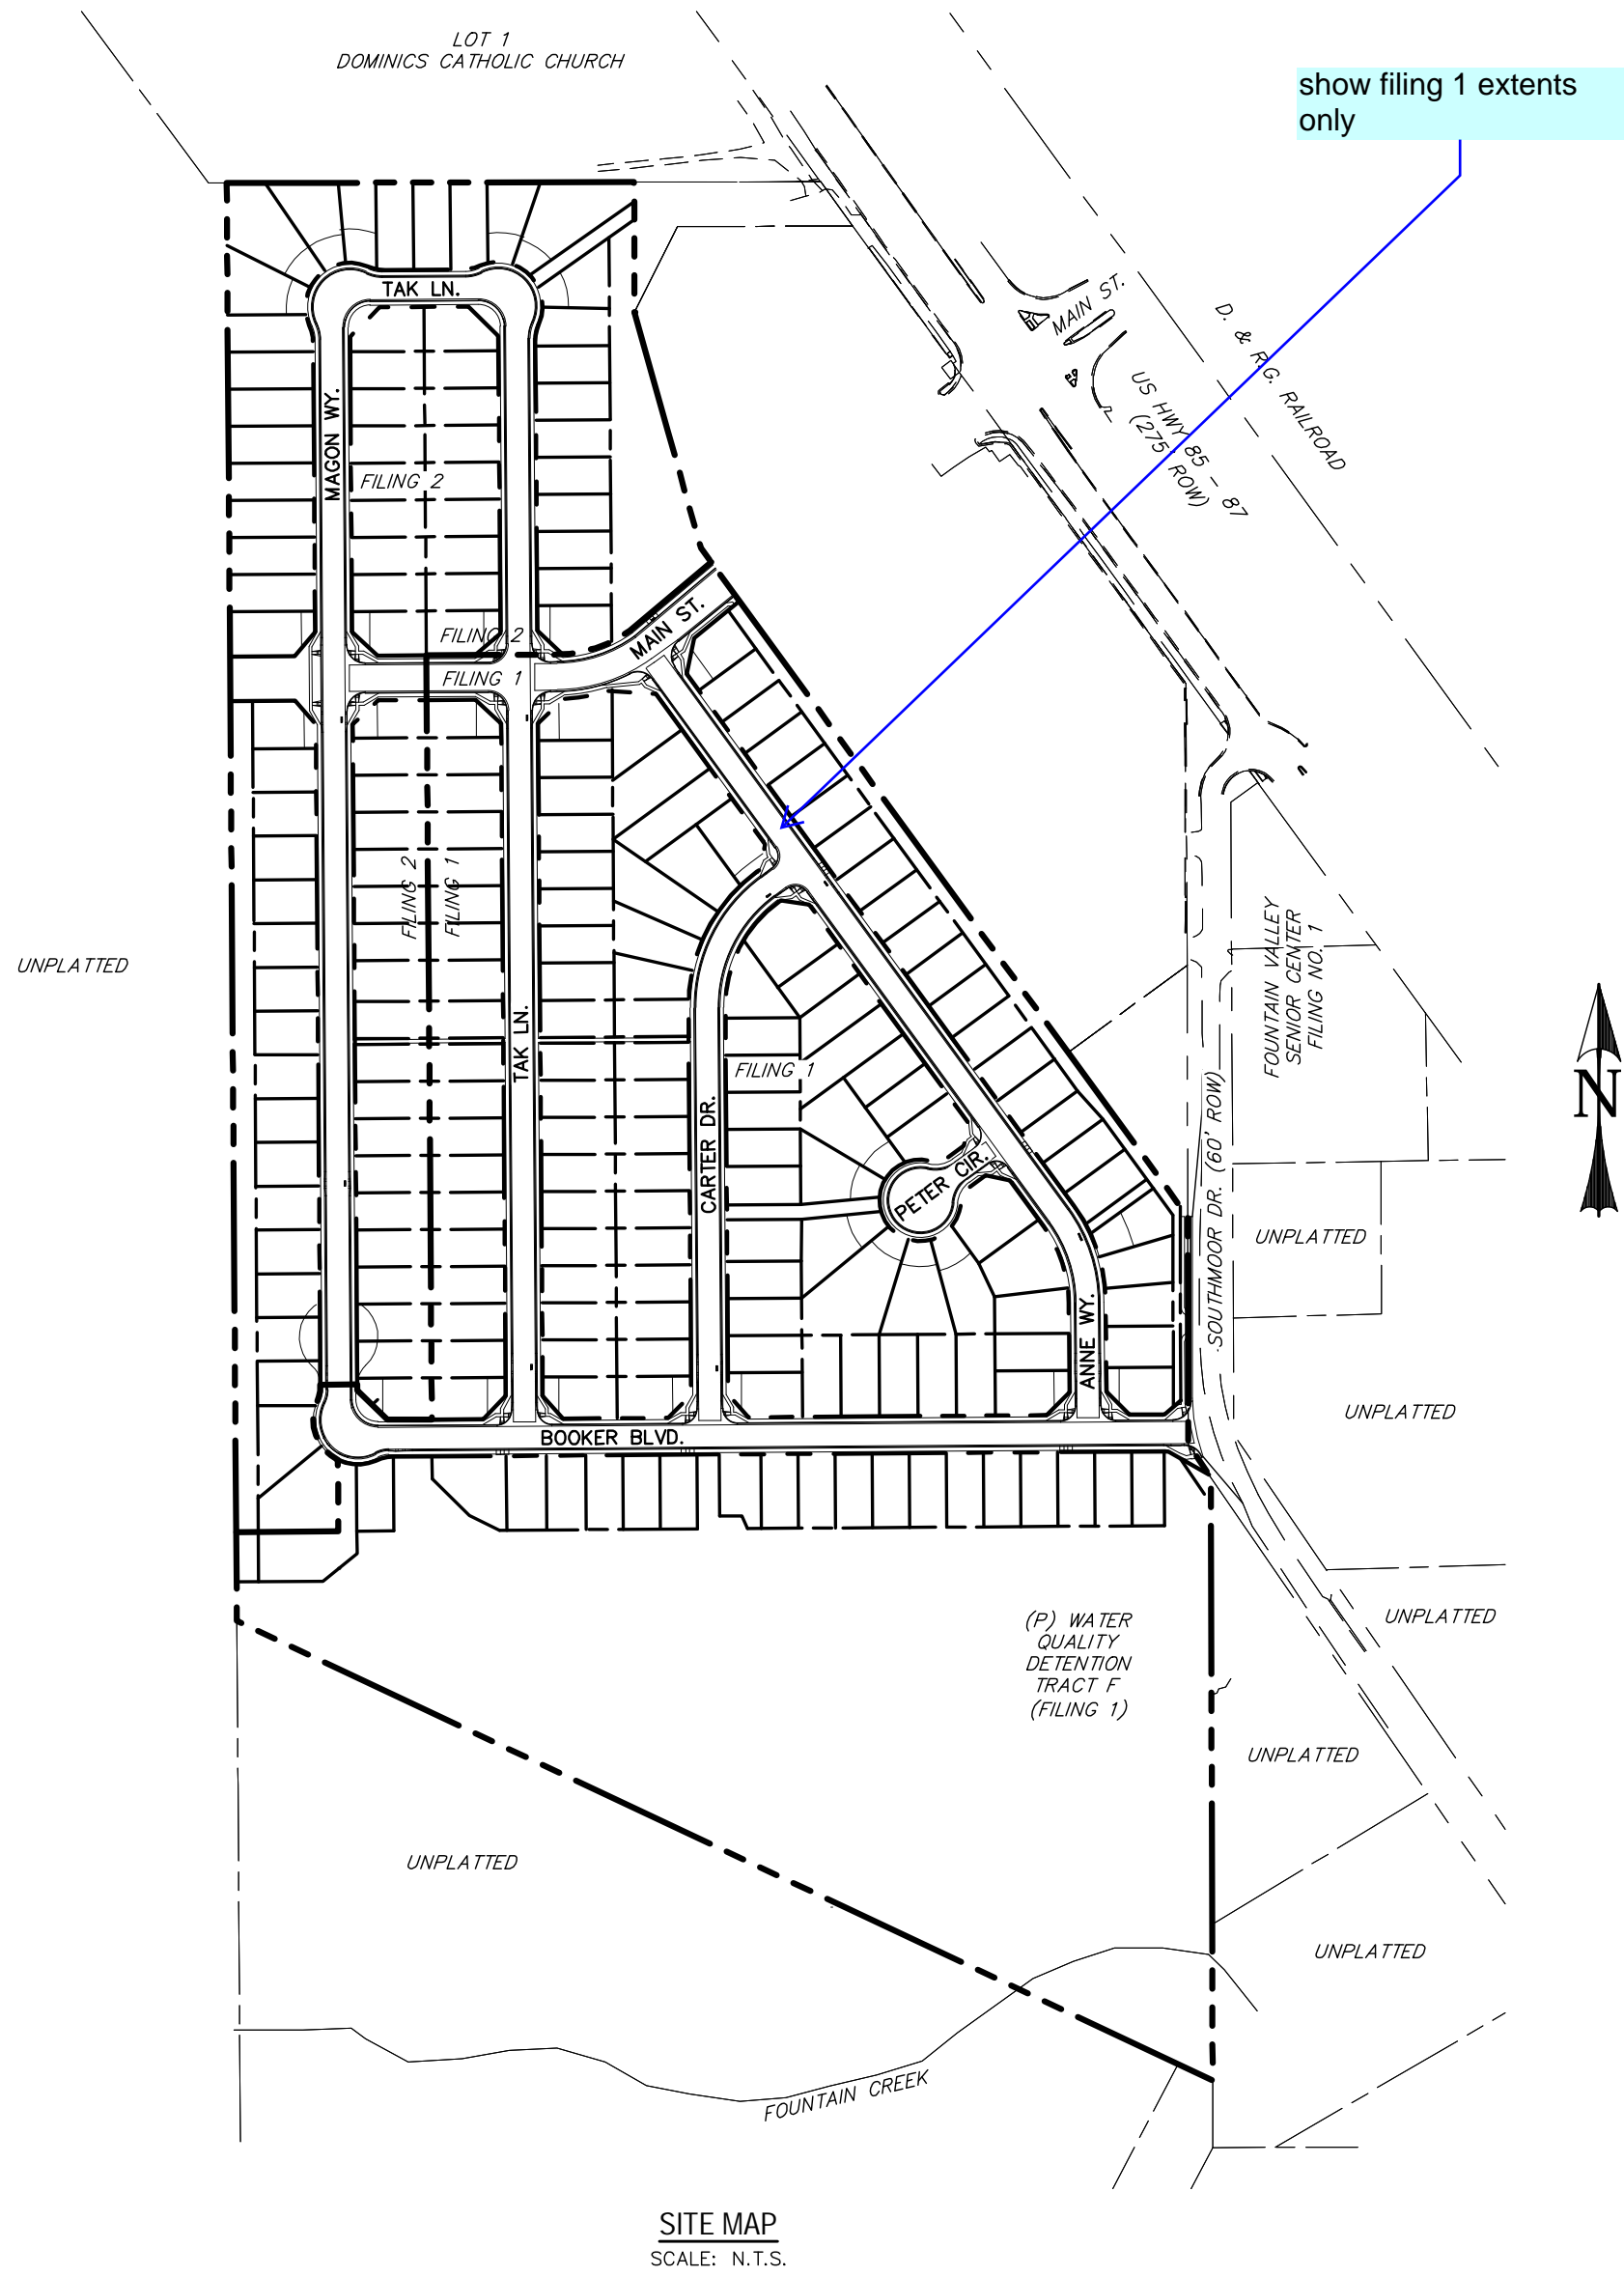 LOT 1
DOMINICS CATHOLIC CHURCH
show filing 1 extents
only
TAK LN.
MAIN ST.
D. & R.G. RAILROAD
US HWY 85 - 87
(275' ROW)
MAGON WY.
FILING 2
FILING 2
MAIN ST.
FILING 1
FILING 2
FILING 1
UNPLATTED
FOUNTAIN VALLEY
SENIOR CENTER
FILING NO. 1
TAK LN.
FILING 1
CARTER DR.
N
PETER CIR.
SOUTHMOOR DR. (60' ROW)
UNPLATTED
ANNE WY.
UNPLATTED
BOOKER BLVD.
(P) WATER
QUALITY
DETENTION
TRACT F
(FILING 1)
UNPLATTED
UNPLATTED
UNPLATTED
UNPLATTED
FOUNTAIN CREEK
SITE MAP
SCALE: N.T.S.